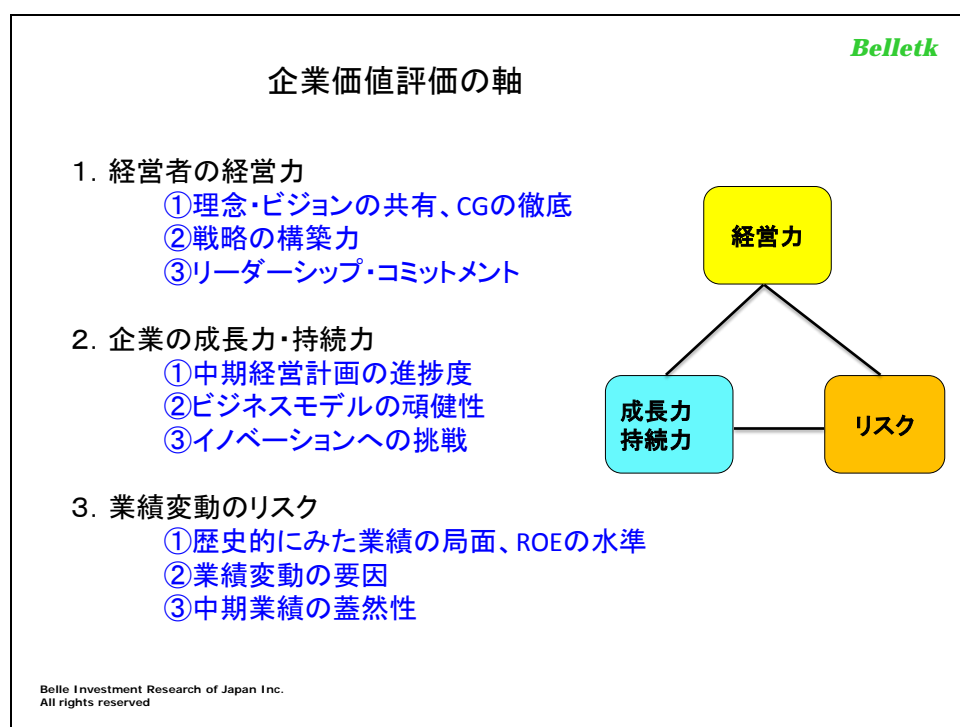 Belletk
企業価値評価の軸
1. 経営者の経営力
①理念・ビジョンの共有、CGの徹底
②戦略の構築力
③リーダーシップ・コミットメント
2. 企業の成長力・持続力
①中期経営計画の進捗度
②ビジネスモデルの頑健性
③イノベーションへの挑戦
3. 業績変動のリスク
①歴史的にみた業績の局面、ROEの水準
②業績変動の要因
③中期業績の蓋然性
経営力
成長力
持続力
リスク
Belle Investment Research of Japan Inc.
All rights reserved